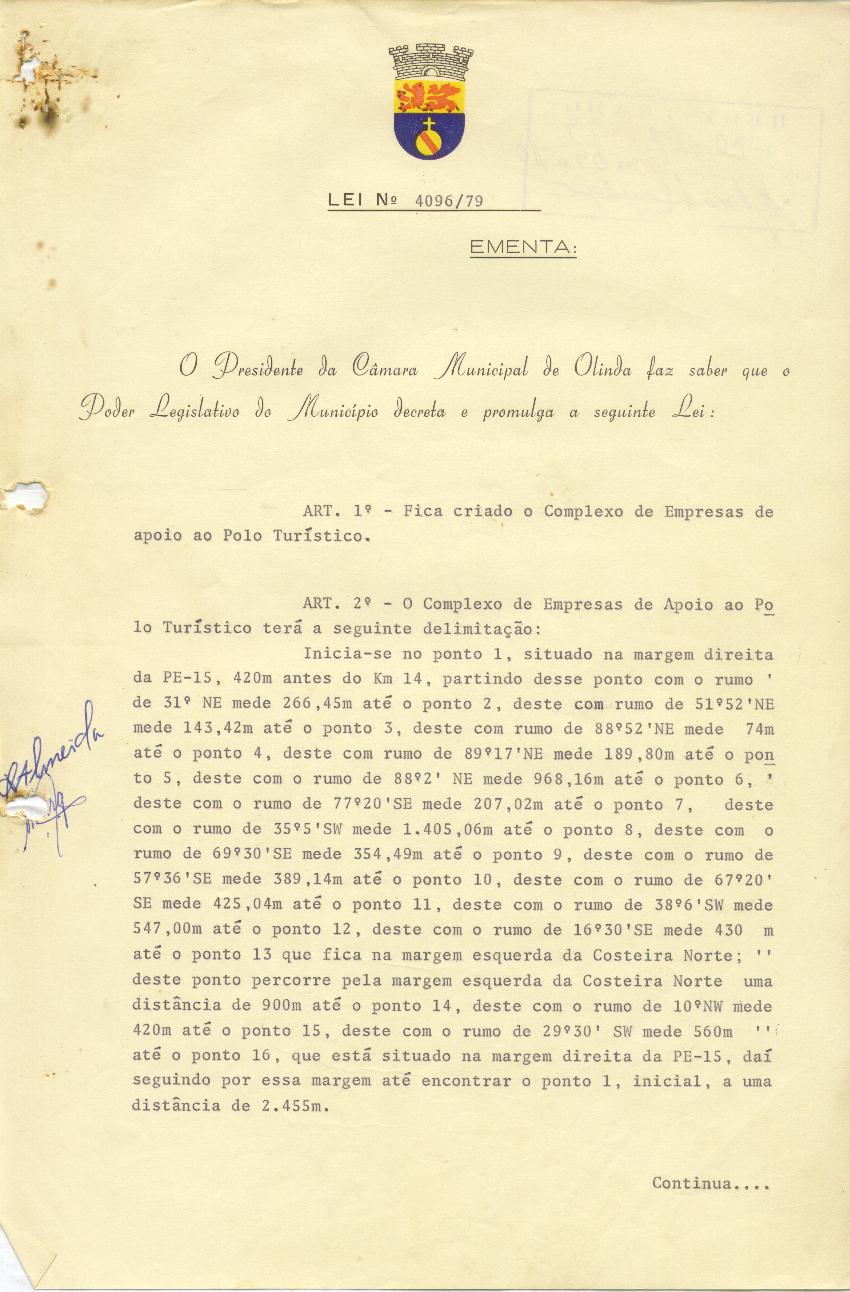 LEI Nº 4096/79
EMENTA:
O Presidente da Câmara Municipal de Olinda faz saber que o
Poder Legislativo do Município decreta e promulga a seguinte Lei:
ART. 1º - Fica criado o Complexo de Empresas de
apoio ao Polo Turístico.
ART. 2º - O Complexo de Empresas de Apoio ao Po
lo Turístico terá a seguinte delimitação:
Inicia-se no ponto 1, situado na margem direita
da PE-15, 420m antes do Km 14, partindo desse ponto com o rumo '
de 31º NE mede 266,45m até o ponto 2, deste com rumo de 51º52'NE
mede 143,42m até o ponto 3, deste com rumo de 88º52'NE mede 74m
até o ponto 4, deste com rumo de 89º17'NE mede 189,80m até o pon
to 5, deste com o rumo de 88º2' NE mede 968,16m até o ponto 6, '
deste com o rumo de 77º20'SE mede 207,02m até o ponto 7, deste
com o rumo de 35º5'SW mede 1.405,06m até o ponto 8, deste com o
rumo de 69º30'SE mede 354,49m até o ponto 9, deste com o rumo de
57º36'SE mede 389,14m até o ponto 10, deste com o rumo de 67º20'
SE mede 425,04m até o ponto 11, deste com o rumo de 38º6'SW mede
547,00m até o ponto 12, deste com o rumo de 16º30'SE mede 430 m
até o ponto 13 que fica na margem esquerda da Costeira Norte; ''
deste ponto percorre pela margem esquerda da Costeira Norte uma
distância de 900m até o ponto 14, deste com o rumo de 10ºNW mede
420m até o ponto 15, deste com o rumo de 29º30' SW mede 560m ''
até o ponto 16, que está situado na margem direita da PE-15, daí
seguindo por essa margem até encontrar o ponto 1, inicial, a uma
distância de 2.455m.
Almeida
Continua....